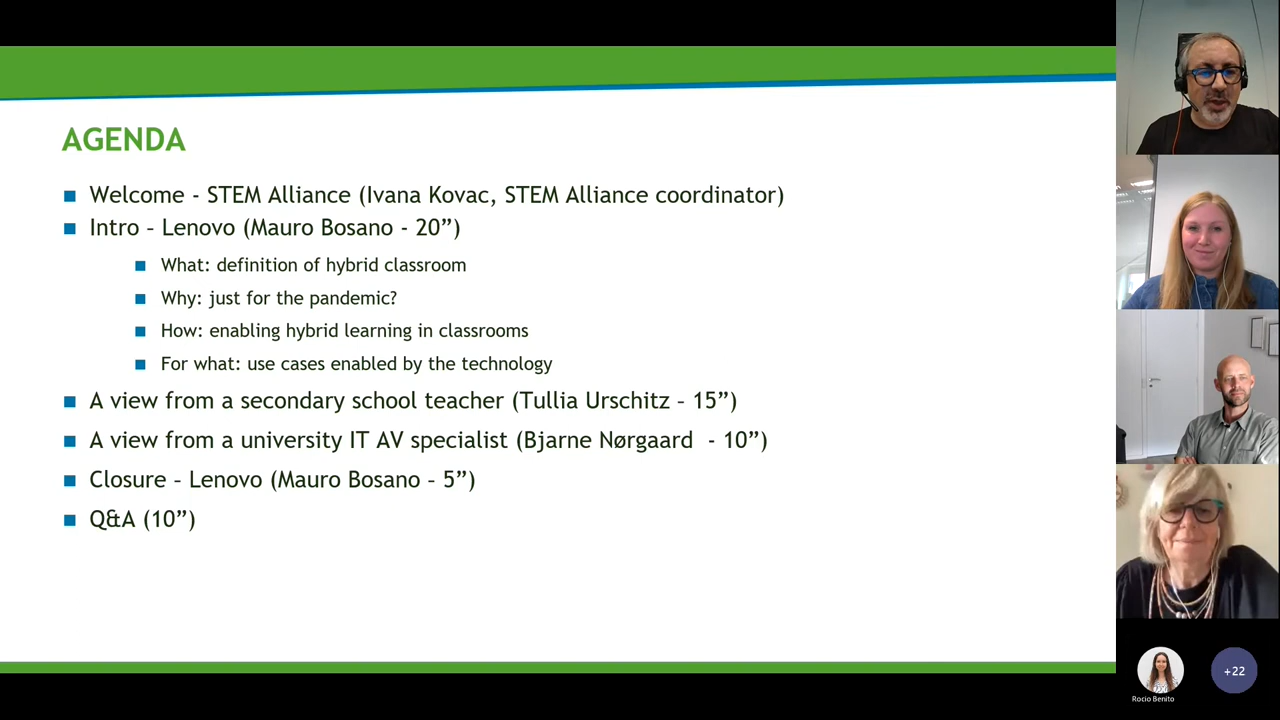 AGENDA
Welcome - STEM Alliance (Ivana Kovac, STEM Alliance coordinator)
Intro – Lenovo (Mauro Bosano - 20”)
What: definition of hybrid classroom
Why: just for the pandemic?
How: enabling hybrid learning in classrooms
For what: use cases enabled by the technology
A view from a secondary school teacher (Tullia Urschitz – 15”)
A view from a university IT AV specialist (Bjarne Nørgaard  - 10”)
Closure – Lenovo (Mauro Bosano – 5”)
Q&A (10”)
Rocio Benito
+22